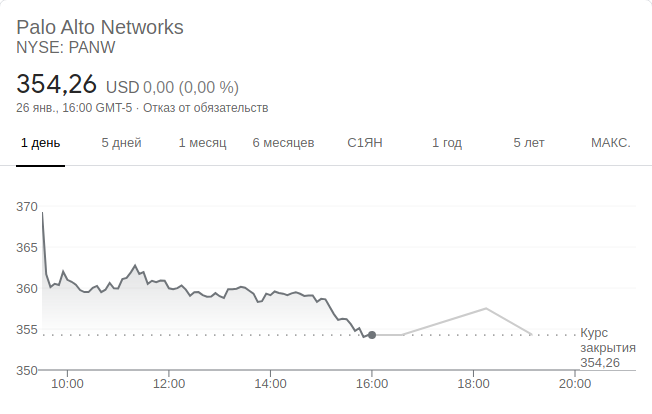 Palo Alto Networks
NYSE: PANW
354,26 USD 0,00 (0,00 %)
26 янв., 16:00 GMT-5 · Отказ от обязательств
1 день 5 дней 1 месяц 6 месяцев С1ЯН 1 год 5 лет МАКС.
370
365
360
355
350
Курс
закрытия
354,26
10:00 12:00 14:00 16:00 18:00 20:00